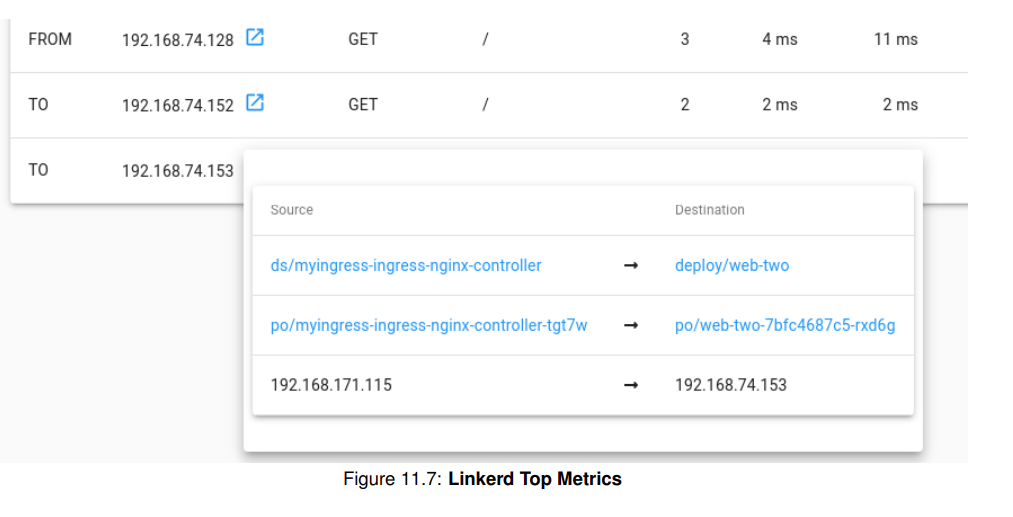 FROM 192.168.74.128 GET / 3 4 ms 11 ms
TO 192.168.74.152 GET / 2 2 ms 2 ms
TO 192.168.74.153
Source Destination
ds/myingress-ingress-nginx-controller → deploy/web-two
po/myingress-ingress-nginx-controller-tgt7w → po/web-two-7bfc4687c5-rxd6g
192.168.171.115 → 192.168.74.153
Figure 11.7: Linkerd Top Metrics